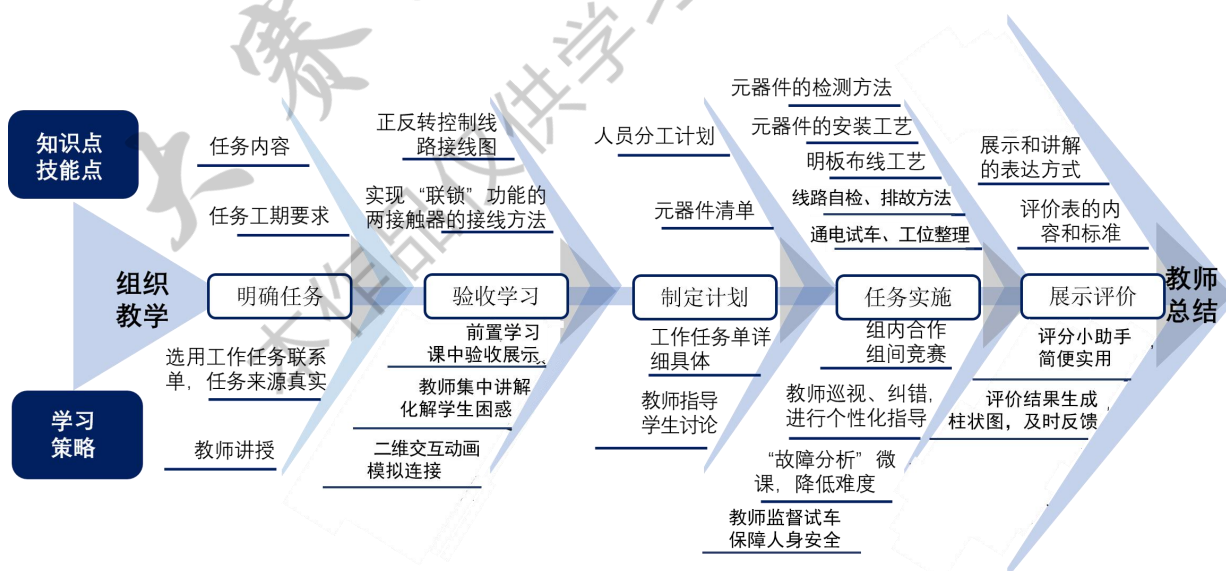 大赛
本作品仅供学习
知识点
技能点
任务内容
任务工期要求
正反转控制线
路接线图
实现“联锁”功能的
两接触器的接线方法
人员分工计划
元器件清单
元器件的检测方法
元器件的安装工艺
明板布线工艺
线路自检、排故方法
通电试车、工位整理
展示和讲解
的表达方式
评价表的内
容和标准
组织
教学
明确任务
验收学习
制定计划
任务实施
展示评价
教师
总结
学习
策略
选用工作任务联系
单，任务来源真实
教师讲授
前置学习
课中验收展示
教师集中讲解
化解学生困惑
二维交互动画
模拟连接
工作任务单详
细具体
教师指导
学生讨论
组内合作
组间竞赛
教师巡视、纠错，
进行个性化指导
“故障分析”微
课，降低难度
教师监督试车
保障人身安全
评分小助手
简便实用
评价结果生成
柱状图，及时反馈